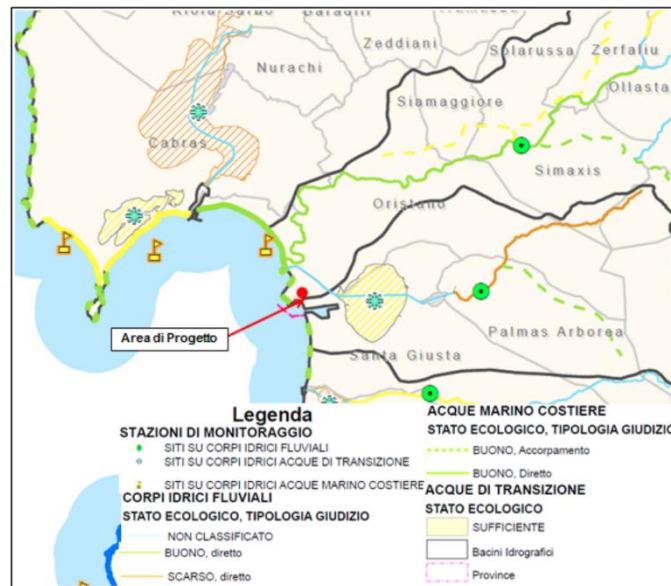 Riola Sardo
Baradili
Zeddiani
Solarussa
Zerfaliu
Nurachi
Ollasta
Siamaggiore
Cabras
Simaxis
Oristano
Area di Progetto
Palmas Arborea
Santa Giusta
Legenda
STAZIONI DI MONITORAGGIO
SITI SU CORPI IDRICI FLUVIALI
SITI SU CORPI IDRICI ACQUE DI TRANSIZIONE
SITI SU CORPI IDRICI ACQUE MARINO COSTIERE
CORPI IDRICI FLUVIALI
STATO ECOLOGICO, TIPOLOGIA GIUDIZIO
NON CLASSIFICATO
BUONO, diretto
SCARSO, diretto
ACQUE MARINO COSTIERE
STATO ECOLOGICO, TIPOLOGIA GIUDIZIO
BUONO, Accorpamento
BUONO, Diretto
ACQUE DI TRANSIZIONE
STATO ECOLOGICO
SUFFICIENTE
Bacini Idrografici
Province